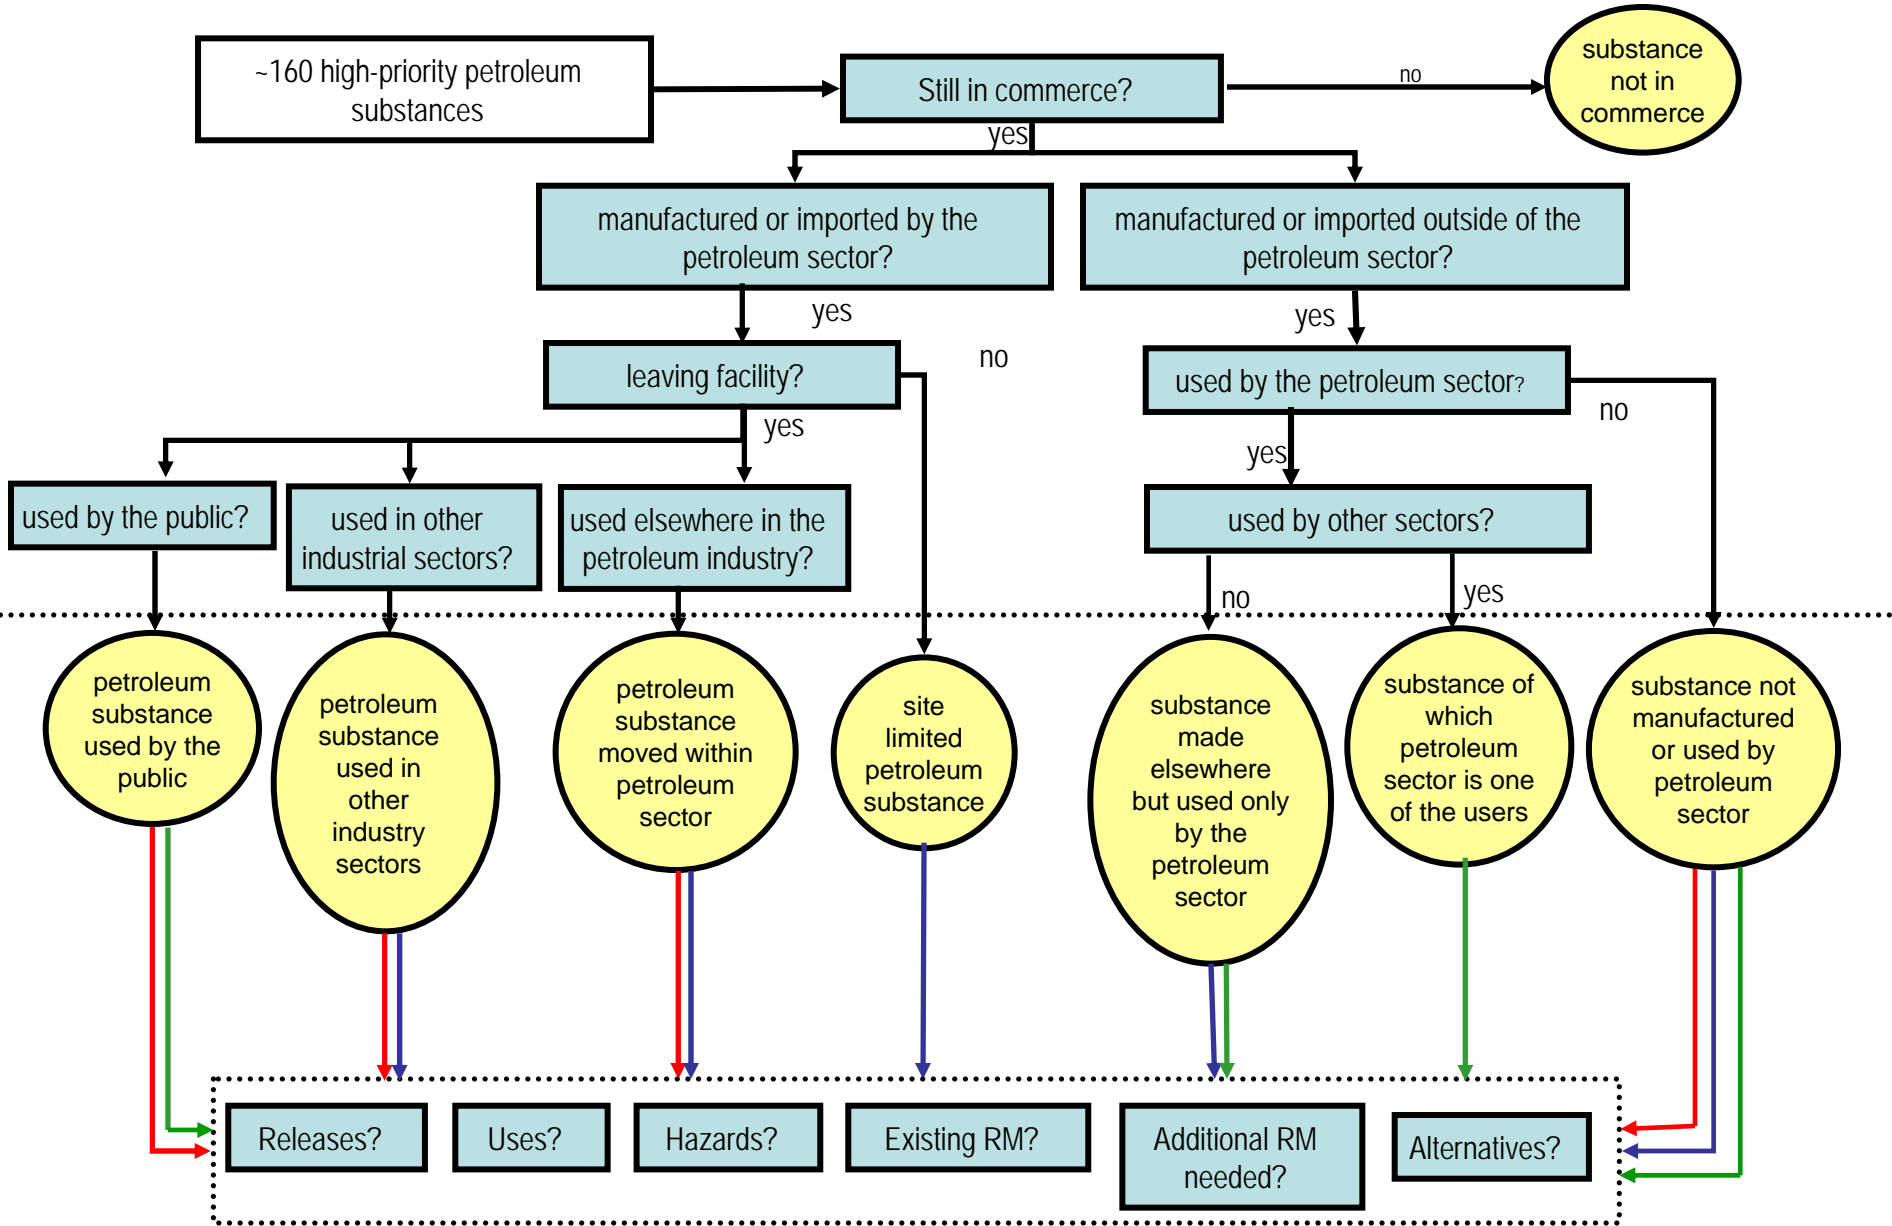 ~160 high-priority petroleum
substances
Still in commerce?
no
substance
not in
commerce
yes
manufactured or imported by the
petroleum sector?
manufactured or imported outside of the
petroleum sector?
yes
yes
leaving facility?
no
used by the petroleum sector?
no
yes
yes
used by the public?
used in other
industrial sectors?
used elsewhere in the
petroleum industry?
used by other sectors?
no
yes
petroleum
substance
used by the
public
petroleum
substance
used in
other
industry
sectors
petroleum
substance
moved within
petroleum
sector
site
limited
petroleum
substance
substance
made
elsewhere
but used only
by the
petroleum
sector
substance of
which
petroleum
sector is one
of the users
substance not
manufactured
or used by
petroleum
sector
Releases?
Uses?
Hazards?
Existing RM?
Additional RM
needed?
Alternatives?